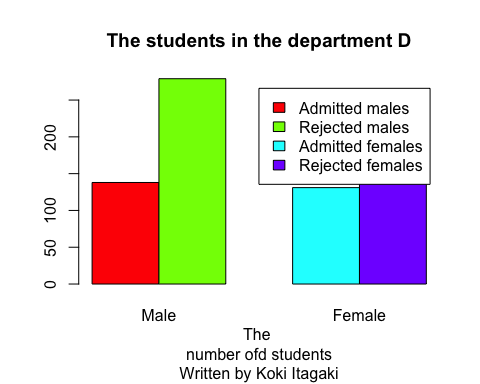 The students in the department D
Admitted males
Rejected males
Admitted females
Rejected females
200
100
50
0
Male Female
The
number ofd students
Written by Koki Itagaki